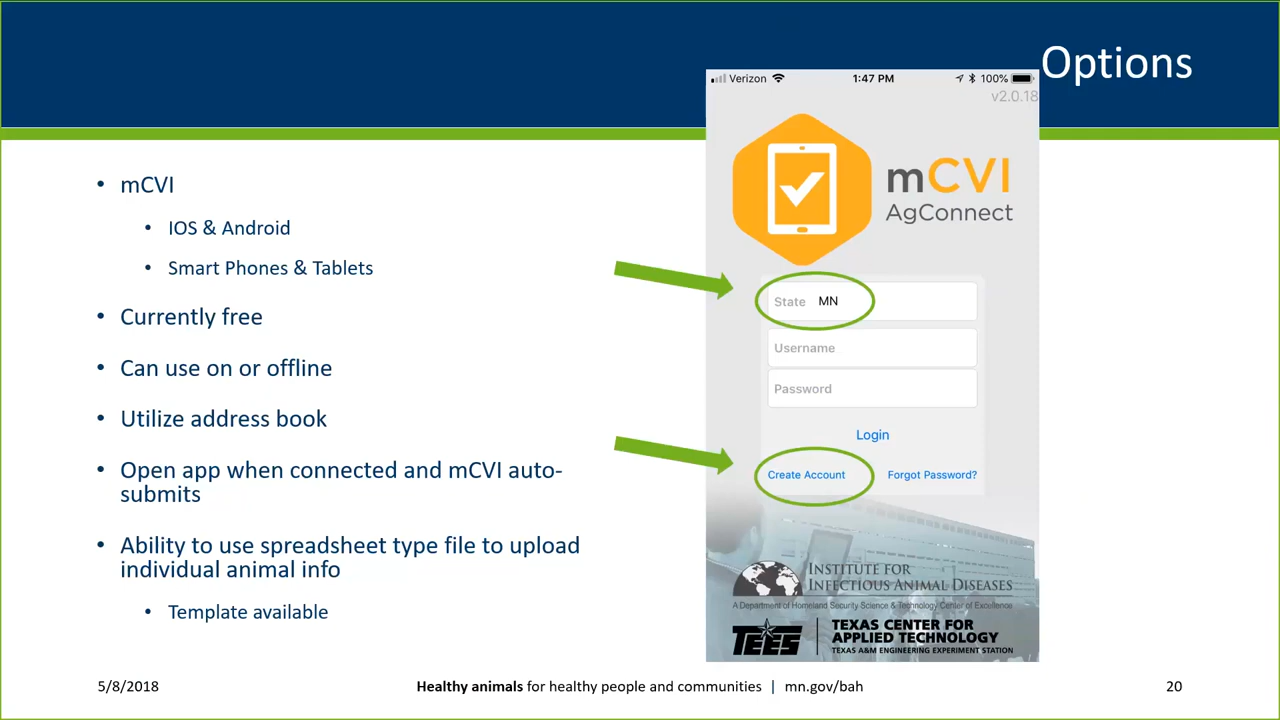 Options
• mCVI
• IOS & Android
• Smart Phones & Tablets
• Currently free
• Can use on or offline
• Utilize address book
• Open app when connected and mCVI auto-
submits
• Ability to use spreadsheet type file to upload
individual animal info
• Template available
Verizon 1:47 PM 100%
v2.0.18
mCVI
AgConnect
State MN
Username
Password
Login
Create Account Forgot Password?
INSTITUTE FOR
INFECTIOUS ANIMAL DISEASES
A Department of Homeland Security Science & Technology Center of Excellence
TEES
TEXAS CENTER FOR
APPLIED TECHNOLOGY
TEXAS A&M ENGINEERING EXPERIMENT STATION
5/8/2018 Healthy animals for healthy people and communities | mn.gov/bah 20